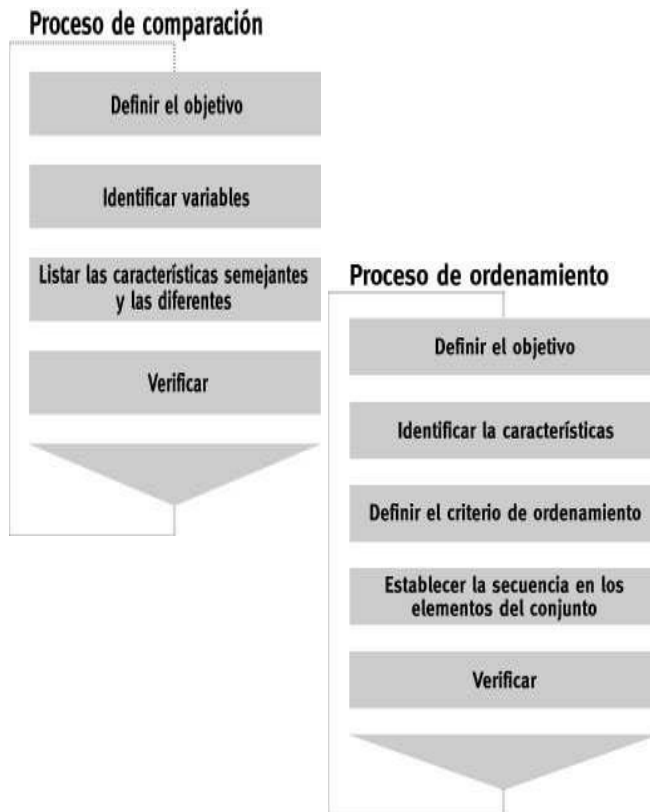 Proceso de comparación
Definir el objetivo
Identificar variables
Listar las características semejantes
y las diferentes
Verificar
Proceso de ordenamiento
Definir el objetivo
Identificar la características
Definir el criterio de ordenamiento
Establecer la secuencia en los
elementos del conjunto
Verificar